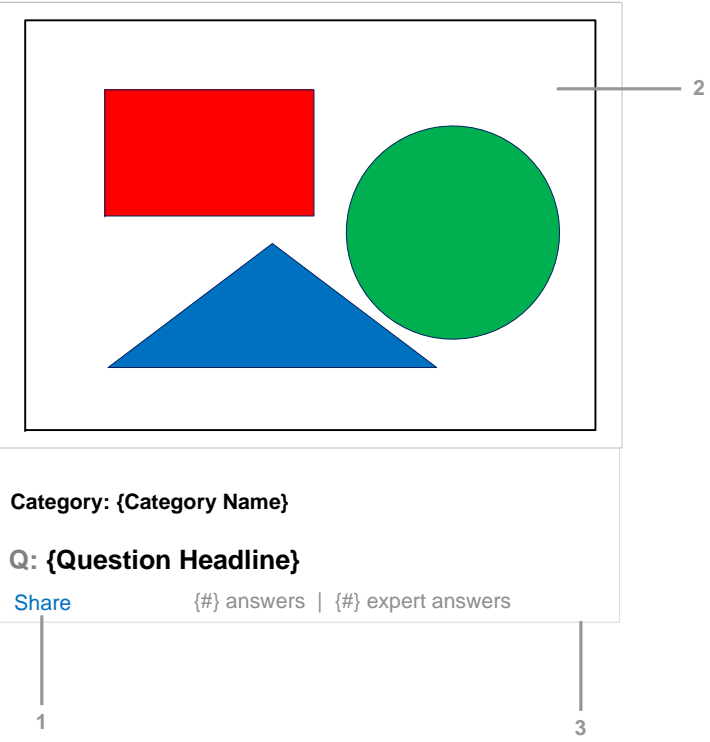 2
Category: {Category Name}
Q: {Question Headline}
Share {#} answers | {#} expert answers
1
3